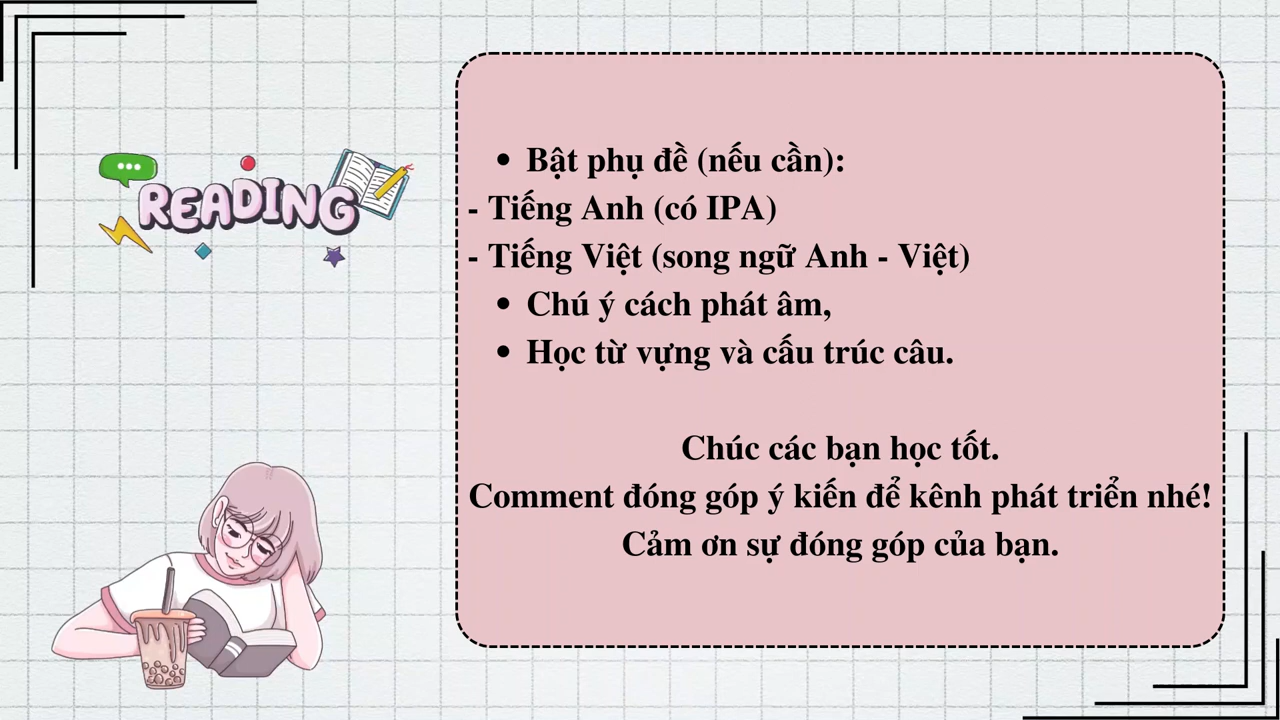 READING
• Bật phụ đề (nếu cần):
- Tiếng Anh (có IPA)
- Tiếng Việt (song ngữ Anh - Việt)
• Chú ý cách phát âm,
• Học từ vựng và cấu trúc câu.
Chúc các bạn học tốt.
Comment đóng góp ý kiến để kênh phát triển nhé!
Cảm ơn sự đóng góp của bạn.